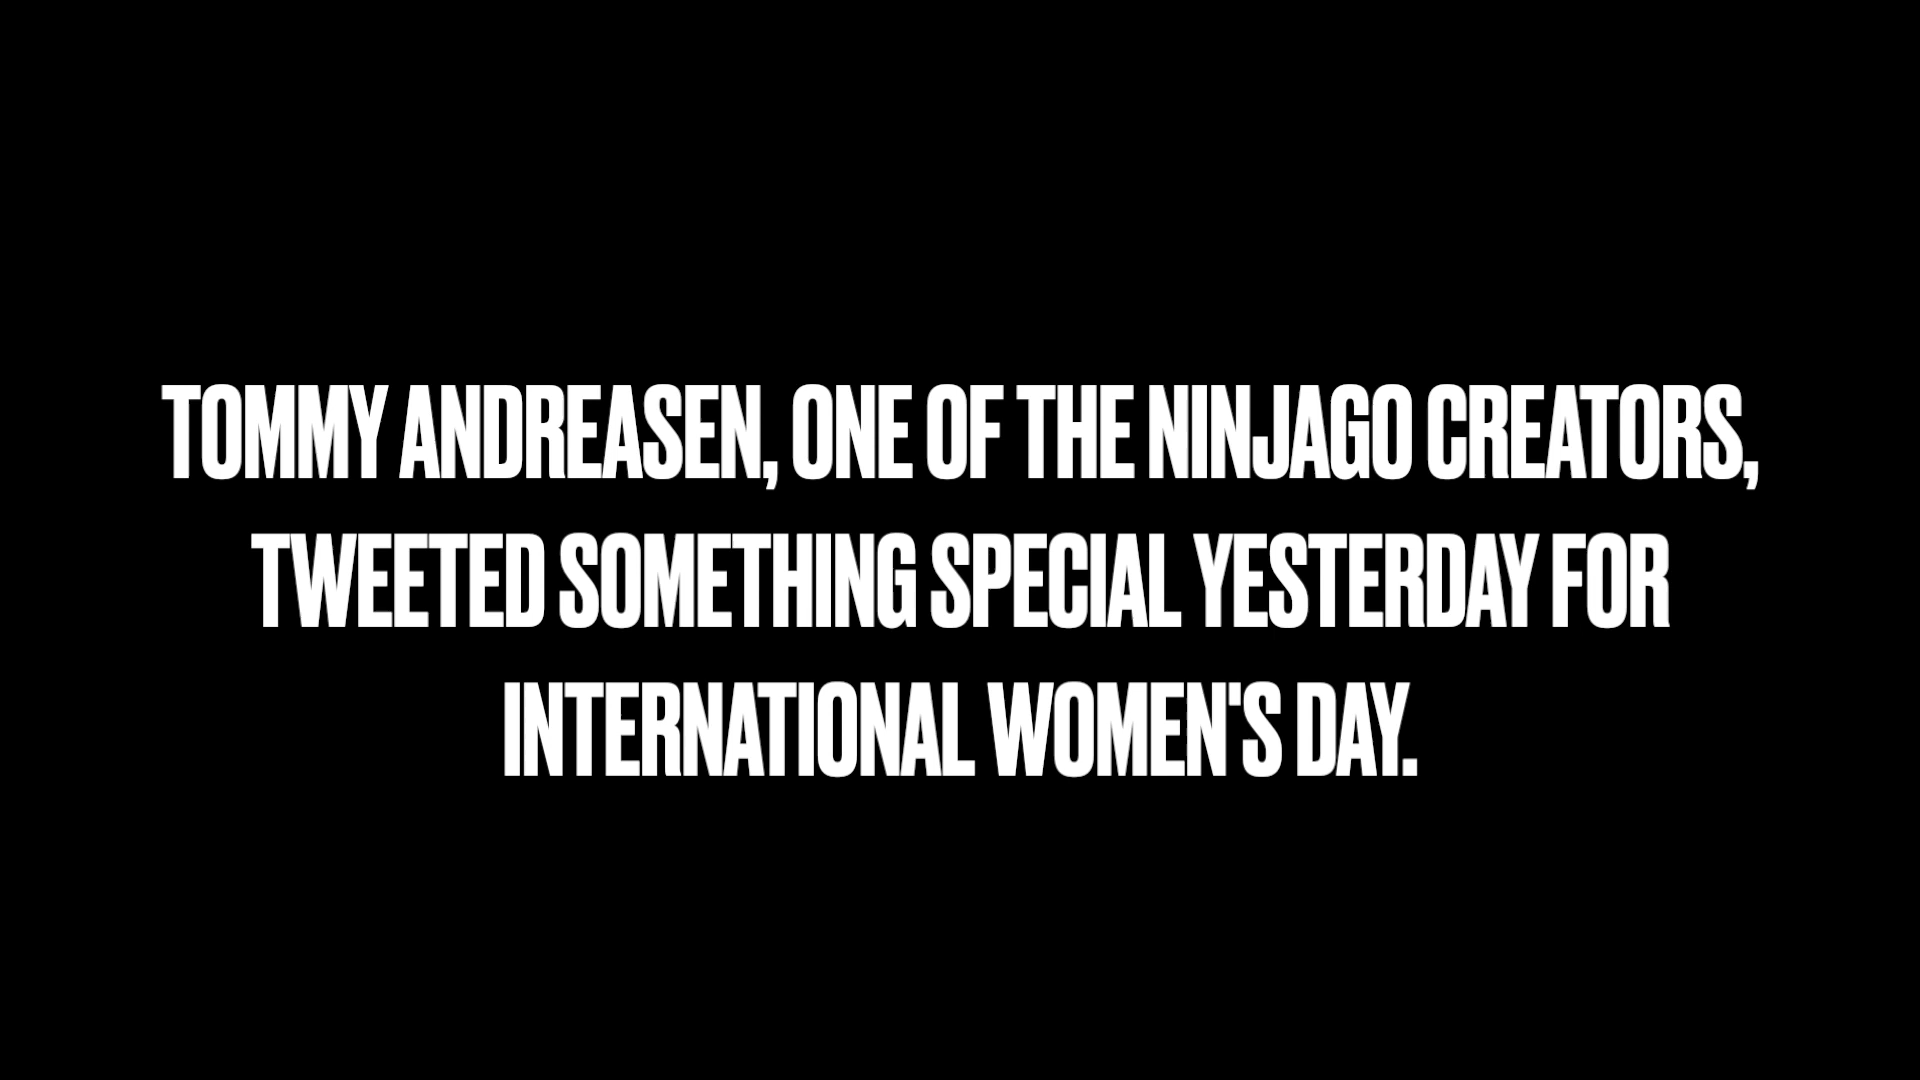 TOMMY ANDREASEN, ONE OF THE NINJAGO CREATORS,
TWEETED SOMETHING SPECIAL YESTERDAY FOR
INTERNATIONAL WOMEN'S DAY.